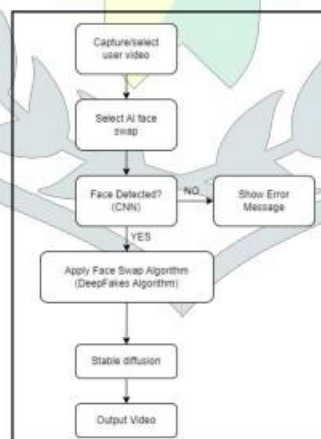 Capture/select
user video
Select AI face
swap
Face Detected?
(CNN)
NO
Show Error
Message
YES
Apply Face Swap Algorithm
(DeepFakes Algorithm)
Stable diffusion
Output Video